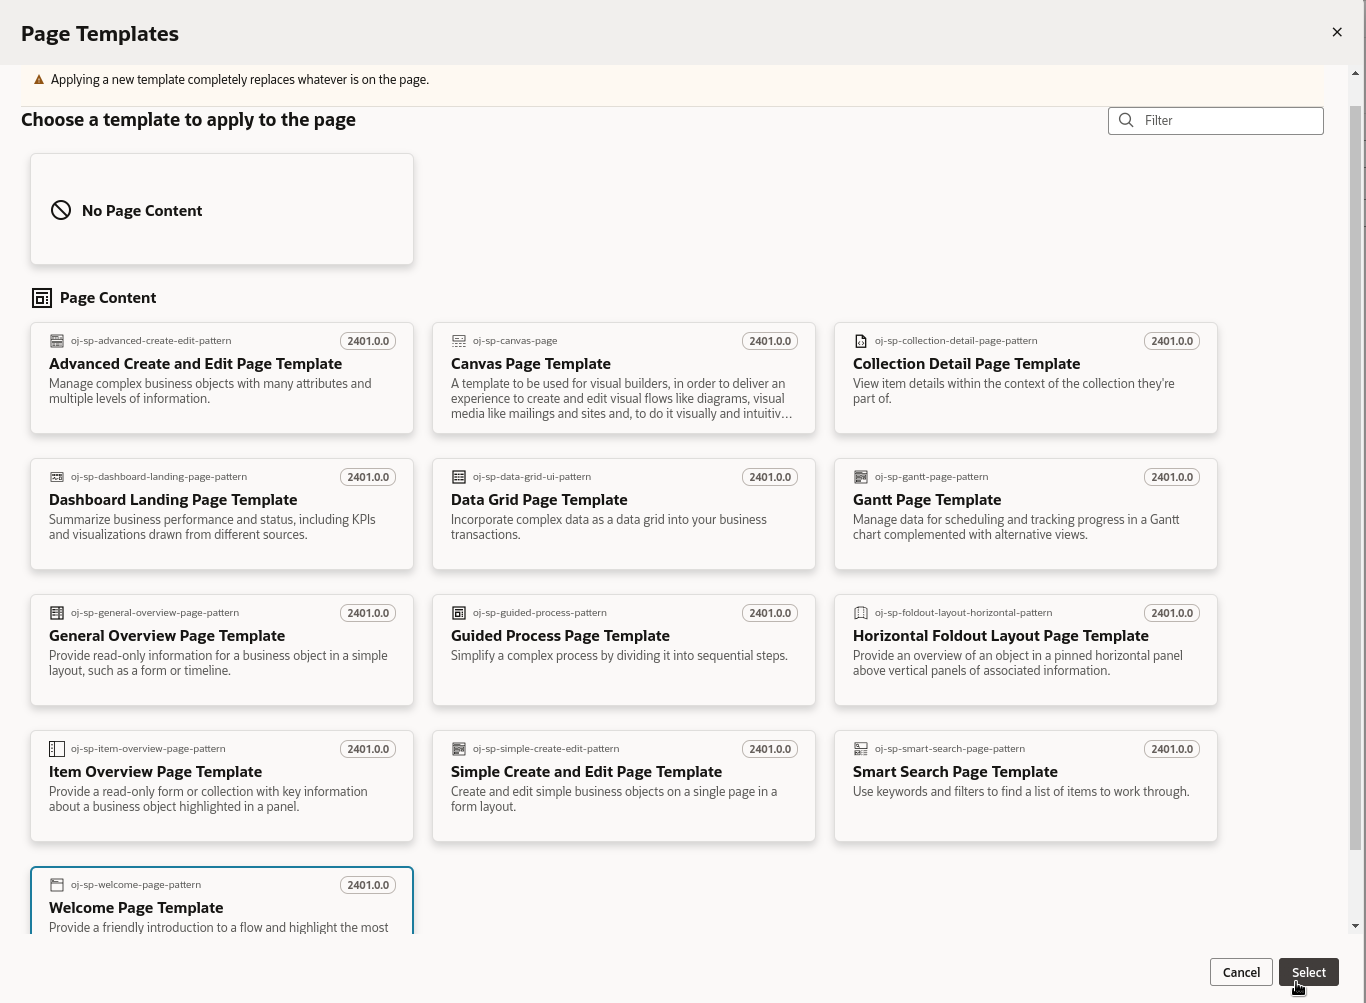 Page Templates
Applying a new template completely replaces whatever is on the page.
Choose a template to apply to the page
Filter
No Page Content
Page Content
oj-sp-advanced-create-edit-pattern
2401.0.0
Advanced Create and Edit Page Template
Manage complex business objects with many attributes and
multiple levels of information.
oj-sp-canvas-page
2401.0.0
Canvas Page Template
A template to be used for visual builders, in order to deliver an
experience to create and edit visual flows like diagrams, visual
media like mailings and sites and, to do it visually and intuitiv…
oj-sp-collection-detail-page-pattern
2401.0.0
Collection Detail Page Template
View item details within the context of the collection they're
part of.
oj-sp-dashboard-landing-page-pattern
2401.0.0
Dashboard Landing Page Template
Summarize business performance and status, including KPIs
and visualizations drawn from different sources.
oj-sp-data-grid-ui-pattern
2401.0.0
Data Grid Page Template
Incorporate complex data as a data grid into your business
transactions.
oj-sp-gantt-page-pattern
2401.0.0
Gantt Page Template
Manage data for scheduling and tracking progress in a Gantt
chart complemented with alternative views.
oj-sp-general-overview-page-pattern
2401.0.0
General Overview Page Template
Provide read-only information for a business object in a simple
layout, such as a form or timeline.
oj-sp-guided-process-pattern
2401.0.0
Guided Process Page Template
Simplify a complex process by dividing it into sequential steps.
oj-sp-foldout-layout-horizontal-pattern
2401.0.0
Horizontal Foldout Layout Page Template
Provide an overview of an object in a pinned horizontal panel
above vertical panels of associated information.
oj-sp-item-overview-page-pattern
2401.0.0
Item Overview Page Template
Provide a read-only form or collection with key information
about a business object highlighted in a panel.
oj-sp-simple-create-edit-pattern
2401.0.0
Simple Create and Edit Page Template
Create and edit simple business objects on a single page in a
form layout.
oj-sp-smart-search-page-pattern
2401.0.0
Smart Search Page Template
Use keywords and filters to find a list of items to work through.
oj-sp-welcome-page-pattern
2401.0.0
Welcome Page Template
Provide a friendly introduction to a flow and highlight the most
Cancel
Select